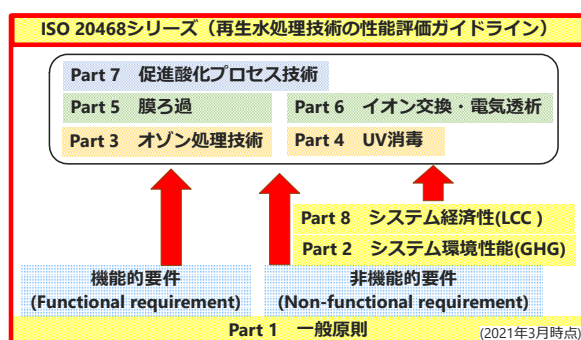 ISO 20468シリーズ（再生水処理技術の性能評価ガイドライン）
Part 7 促進酸化プロセス技術
Part 5 膜ろ過
Part 6 イオン交換・電気透析
Part 3 オゾン処理技術
Part 4 UV消毒
Part 8 システム経済性(LCC )
Part 2 システム環境性能(GHG)
機能的要件
(Functional requirement)
非機能的要件
(Non-functional requirement)
Part 1 一般原則
(2021年3月時点)